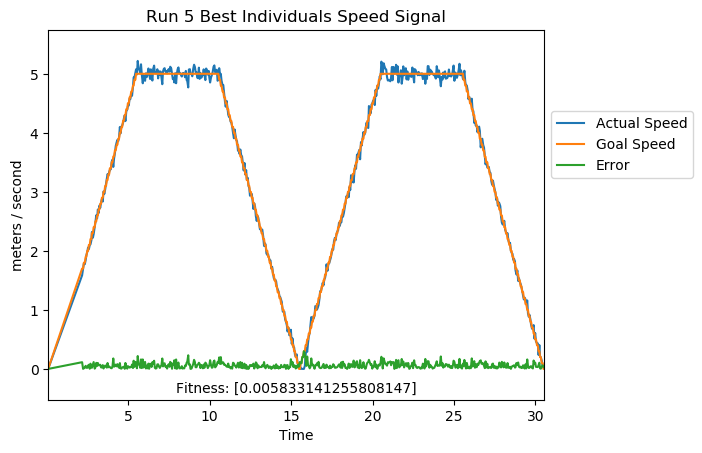 Run 5 Best Individuals Speed Signal
meters / second
5
4
3
2
1
0
Actual Speed
Goal Speed
Error
Fitness: [0.005833141255808147]
5 10 15 20 25 30
Time